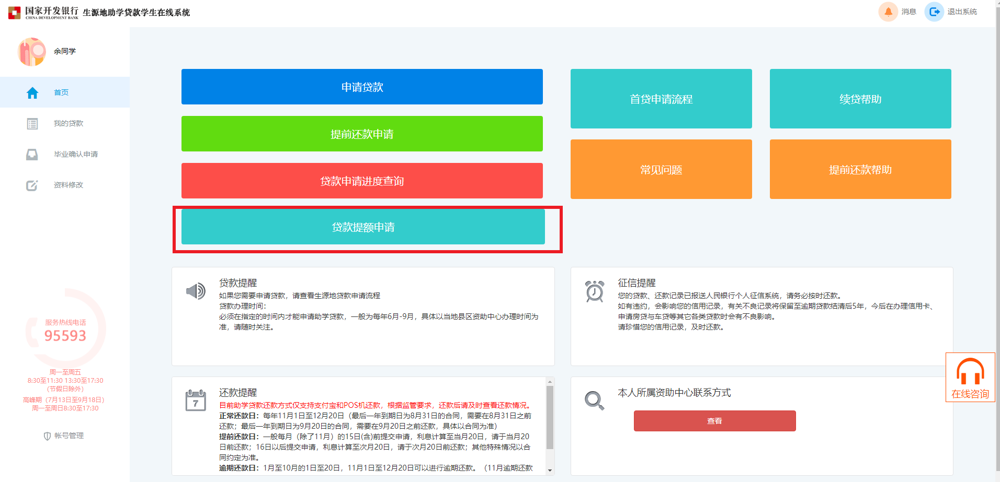 国家开发银行
CHINA DEVELOPMENT BANK
生源地助学贷款学生在线系统
消息
退出系统
余同学
首页
我的贷款
毕业确认申请
资料修改
服务热线电话
95593
周一至周五
8:30至11:30 13:30至17:30
(节假日除外)
高峰期（7月13日至9月18日）
周一至周日8:30至17:30
帐号管理
申请贷款
提前还款申请
贷款申请进度查询
贷款提额申请
首贷申请流程
续贷帮助
常见问题
提前还款帮助
贷款提醒
如果您需要申请贷款，请查看生源地贷款申请流程
贷款办理时间：
必须在指定的时间内才能申请助学贷款，一般为每年6月-9月，具体以当地县区资助中心办理时间为
准，请随时关注。
征信提醒
您的贷款、还款记录已报送人民银行个人征信系统，请务必按时还款。
如有违约，会影响您的信用记录，有关不良记录将保留至逾期贷款结清后5年，今后在办理信用卡、
申请房贷与车贷等其它各类贷款时会有不良影响。
请珍惜您的信用记录，及时还款。
还款提醒
目前助学贷款还款方式仅支持支付宝和POS机还款，根据监管要求，还款后请及时查看还款情况。
正常还款日：每年11月1日至12月20日（最后一年到期日为8月31日的合同，需要在8月31日之前
还款；最后一年到期日为9月20日的合同，需要在9月20日之前还款，具体以合同为准）
提前还款日：一般每月（除了11月）的15日(含)前提交申请，利息计算至当月20日，请于当月20
日前还款；16日以后提交申请，利息计算至次月20日，请于次月20日前还款；其他特殊情况以合
同约定为准。
逾期还款日：1月至10月的1日至20日，11月1日至12月20日可以进行逾期还款。（11月逾期还款
7
本人所属资助中心联系方式
查看
在线咨询